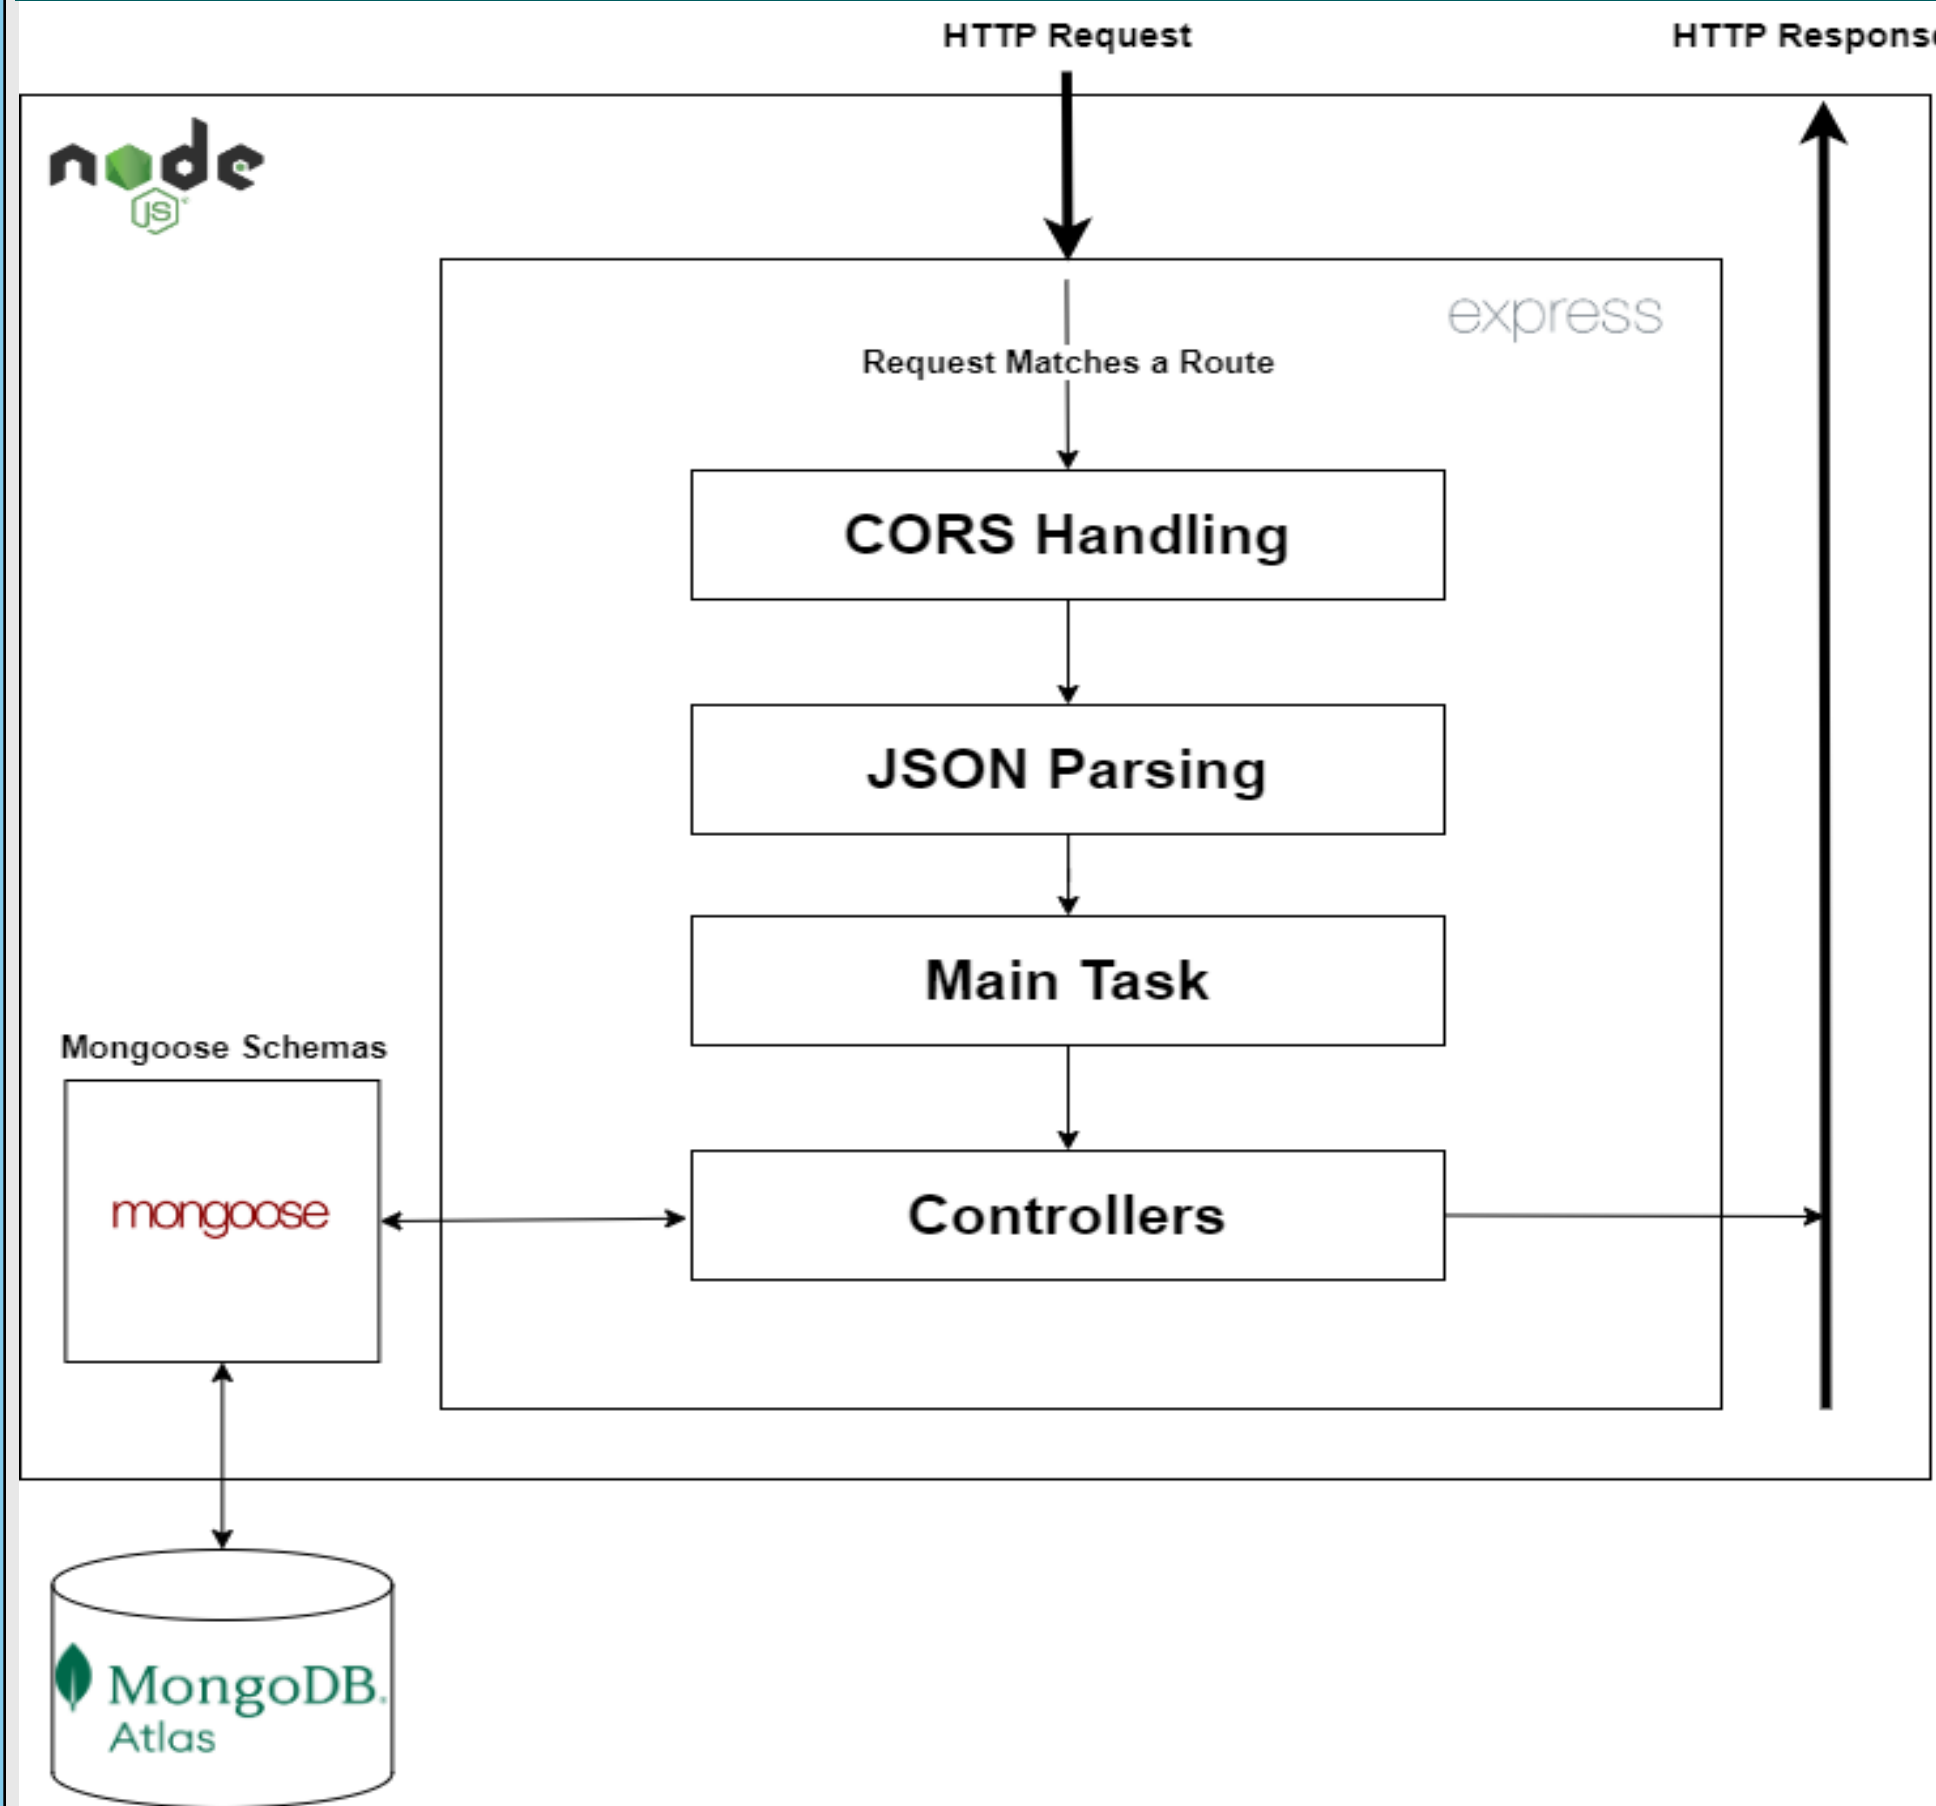 HTTP Request
HTTP Respons
node
JS
express
Request Matches a Route
CORS Handling
JSON Parsing
Main Task
Mongoose Schemas
mongoose
Controllers
MongoDB.
Atlas